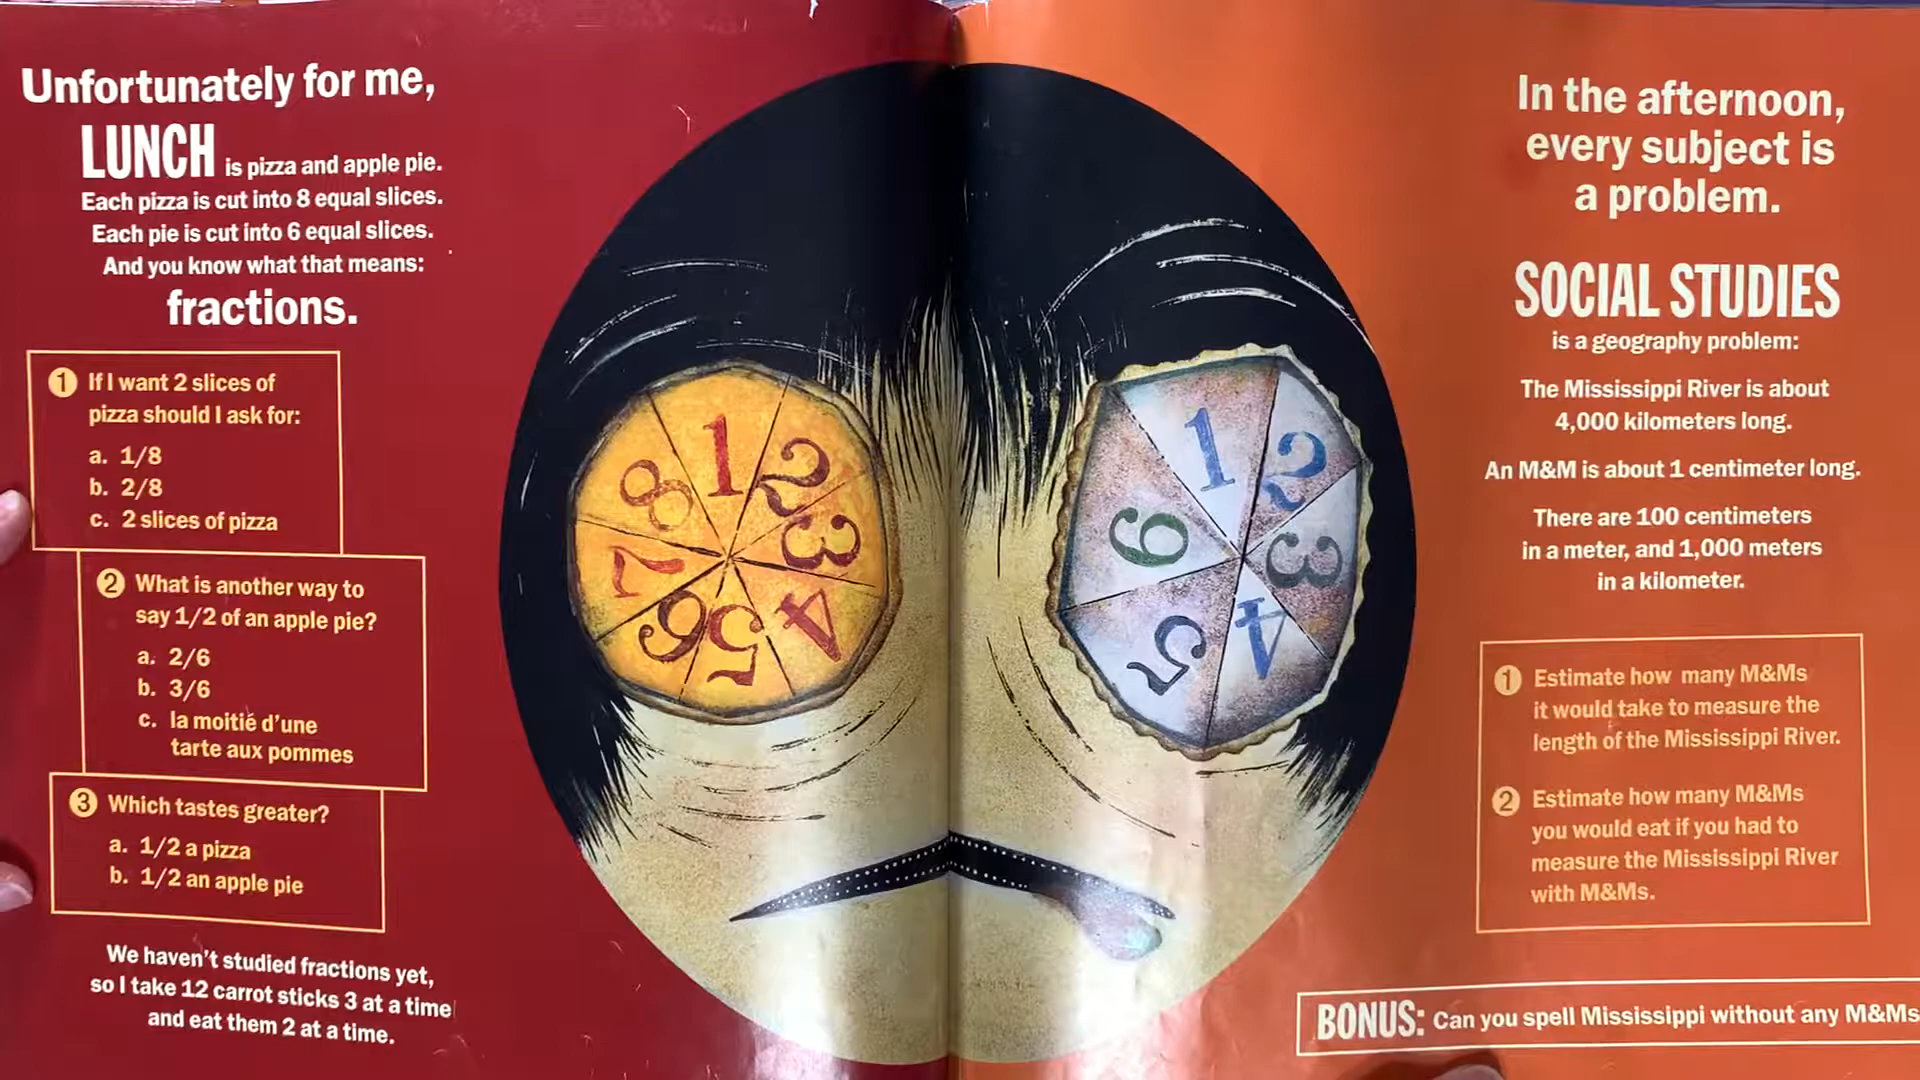 Unfortunately for me,
LUNCH is pizza and apple pie.
Each pizza is cut into 8 equal slices.
Each pie is cut into 6 equal slices.
And you know what that means:
fractions.
1 If I want 2 slices of
pizza should I ask for:
a. 1/8
b. 2/8
c. 2 slices of pizza
2 What is another way to
say 1/2 of an apple pie?
a. 2/6
b. 3/6
c. la moitié d'une
tarte aux pommes
3 Which tastes greater?
a. 1/2 a pizza
b. 1/2 an apple pie
We haven't studied fractions yet,
so I take 12 carrot sticks 3 at a time
and eat them 2 at a time.
1
2
3
4
5
6
7
8
1
2
3
4
5
6
In the afternoon,
every subject is
a problem.
SOCIAL STUDIES
is a geography problem:
The Mississippi River is about
4,000 kilometers long.
An M&M is about 1 centimeter long.
There are 100 centimeters
in a meter, and 1,000 meters
in a kilometer.
1 Estimate how many M&Ms
it would take to measure the
length of the Mississippi River.
2 Estimate how many M&Ms
you would eat if you had to
measure the Mississippi River
with M&Ms.
BONUS: Can you spell Mississippi without any M&Ms